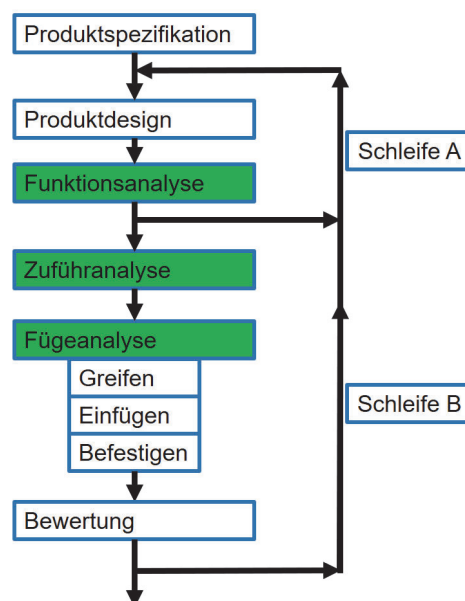 Produktspezifikation
Produktdesign
Schleife A
Funktionsanalyse
Zuführanalyse
Fügeanalyse
Greifen
Schleife B
Einfügen
Befestigen
Bewertung